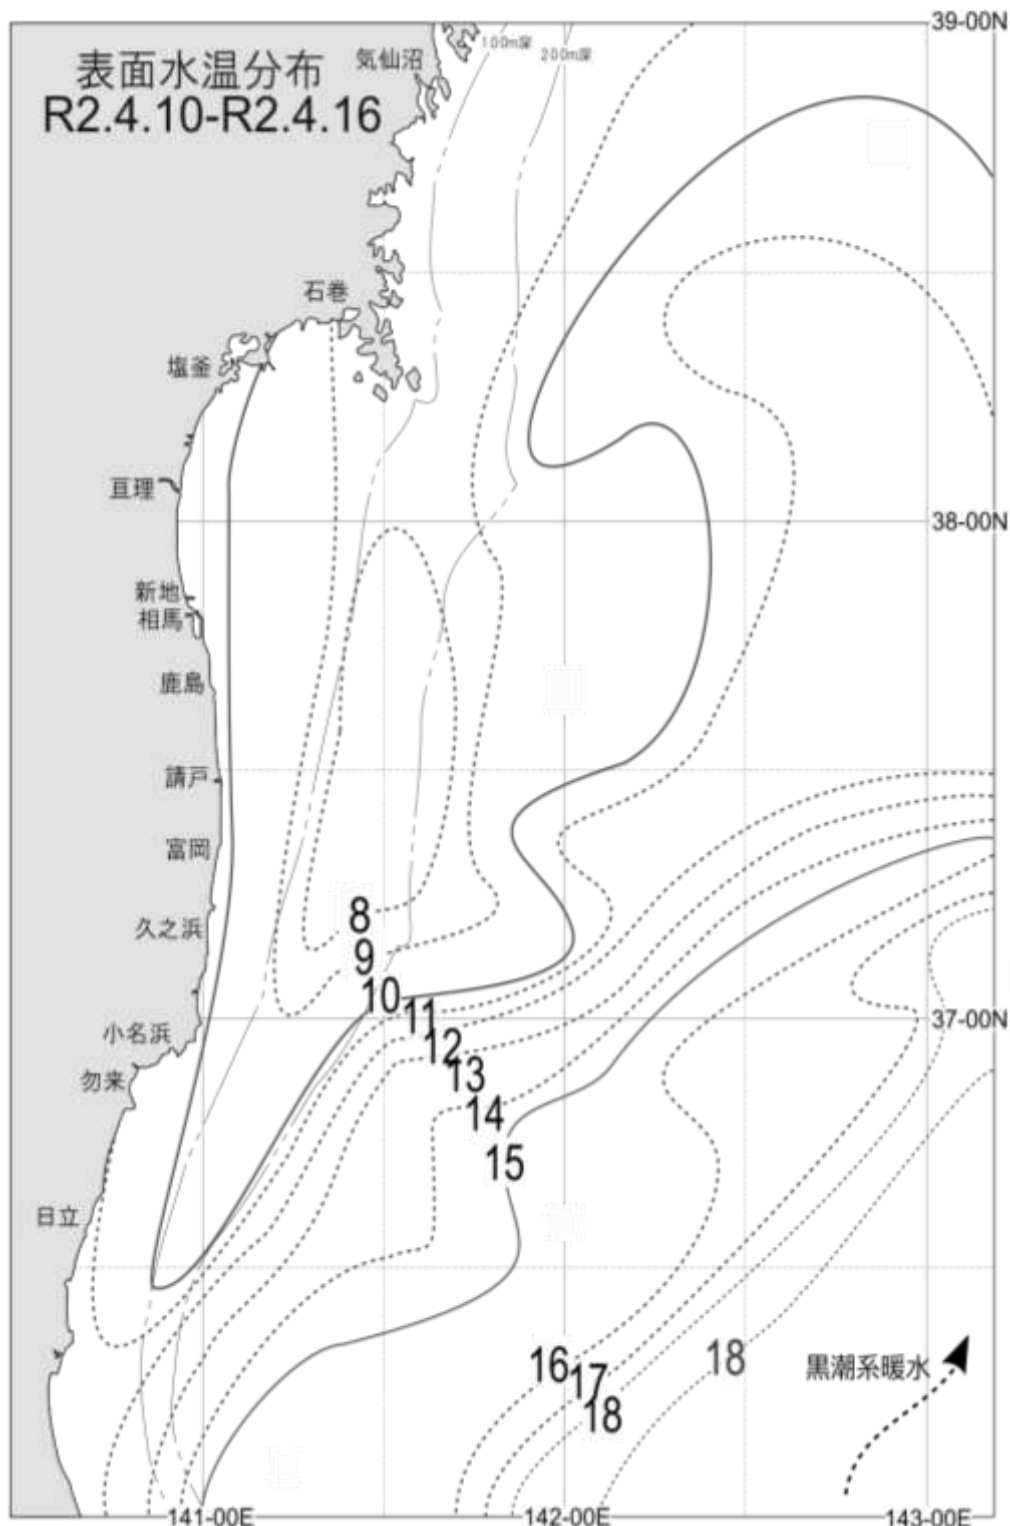 39-00N
100m深
200m深
気仙沼
表面水温分布
R2.4.10-R2.4.16
石巻
塩釜
亘理
38-00N
新地
相馬
鹿島
請戸
富岡
8
久之浜
9
10
11
37-00N
小名浜
12
13
勿来
14
15
日立
16
17
18
18
黒潮系暖水
141-00E
142-00E
143-00E